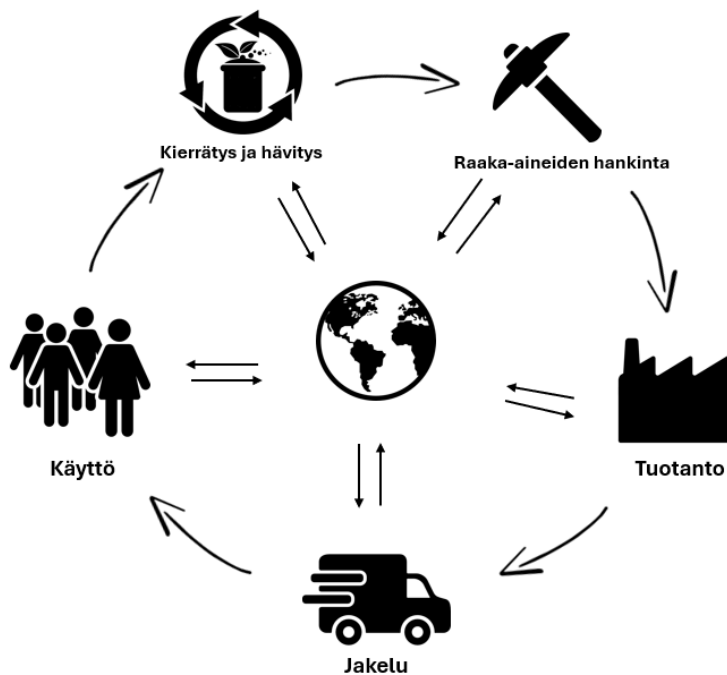 Kierrätys ja hävitys
Raaka-aineiden hankinta
Käyttö
Tuotanto
Jakelu